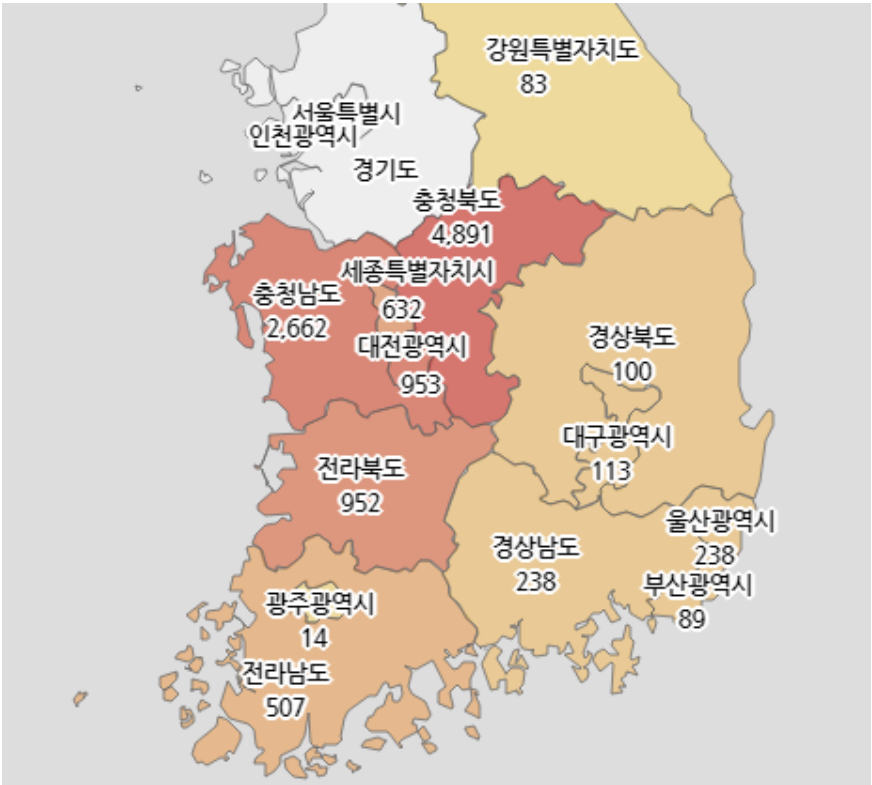 강원특별자치도
83
서울특별시
인천광역시
경기도
충청북도
4,891
세종특별자치시
632
충청남도
2,662
대전광역시
953
경상북도
100
대구광역시
113
전라북도
952
울산광역시
238
경상남도
238
부산광역시
89
광주광역시
14
전라남도
507